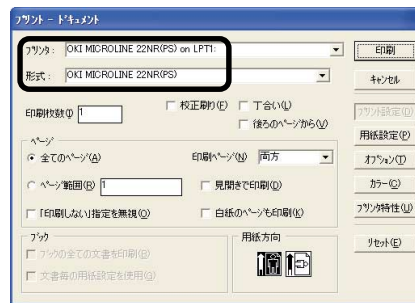 プリント - ドキュメント
プリンタ: OKI MICROLINE 22NR(PS) on LPT1:
形式: OKI MICROLINE 22NR(PS)
印刷
キャンセル
印刷枚数(I) 1
校正刷り(F)
丁合い(L)
後ろのページから(V)
プリント設定(D)
用紙設定(P)
オプション(T)
カラー(C)
プリンタ特性(U)
リセット(E)
ページ
全てのページ(A)
印刷ページ(N) 両方
ページ範囲(R) 1
見開きで印刷(D)
「印刷しない」指定を無視(O)
白紙のページも印刷(K)
ブック
ブックの全ての文書を印刷(B)
文書毎の用紙設定を使用(G)
用紙方向